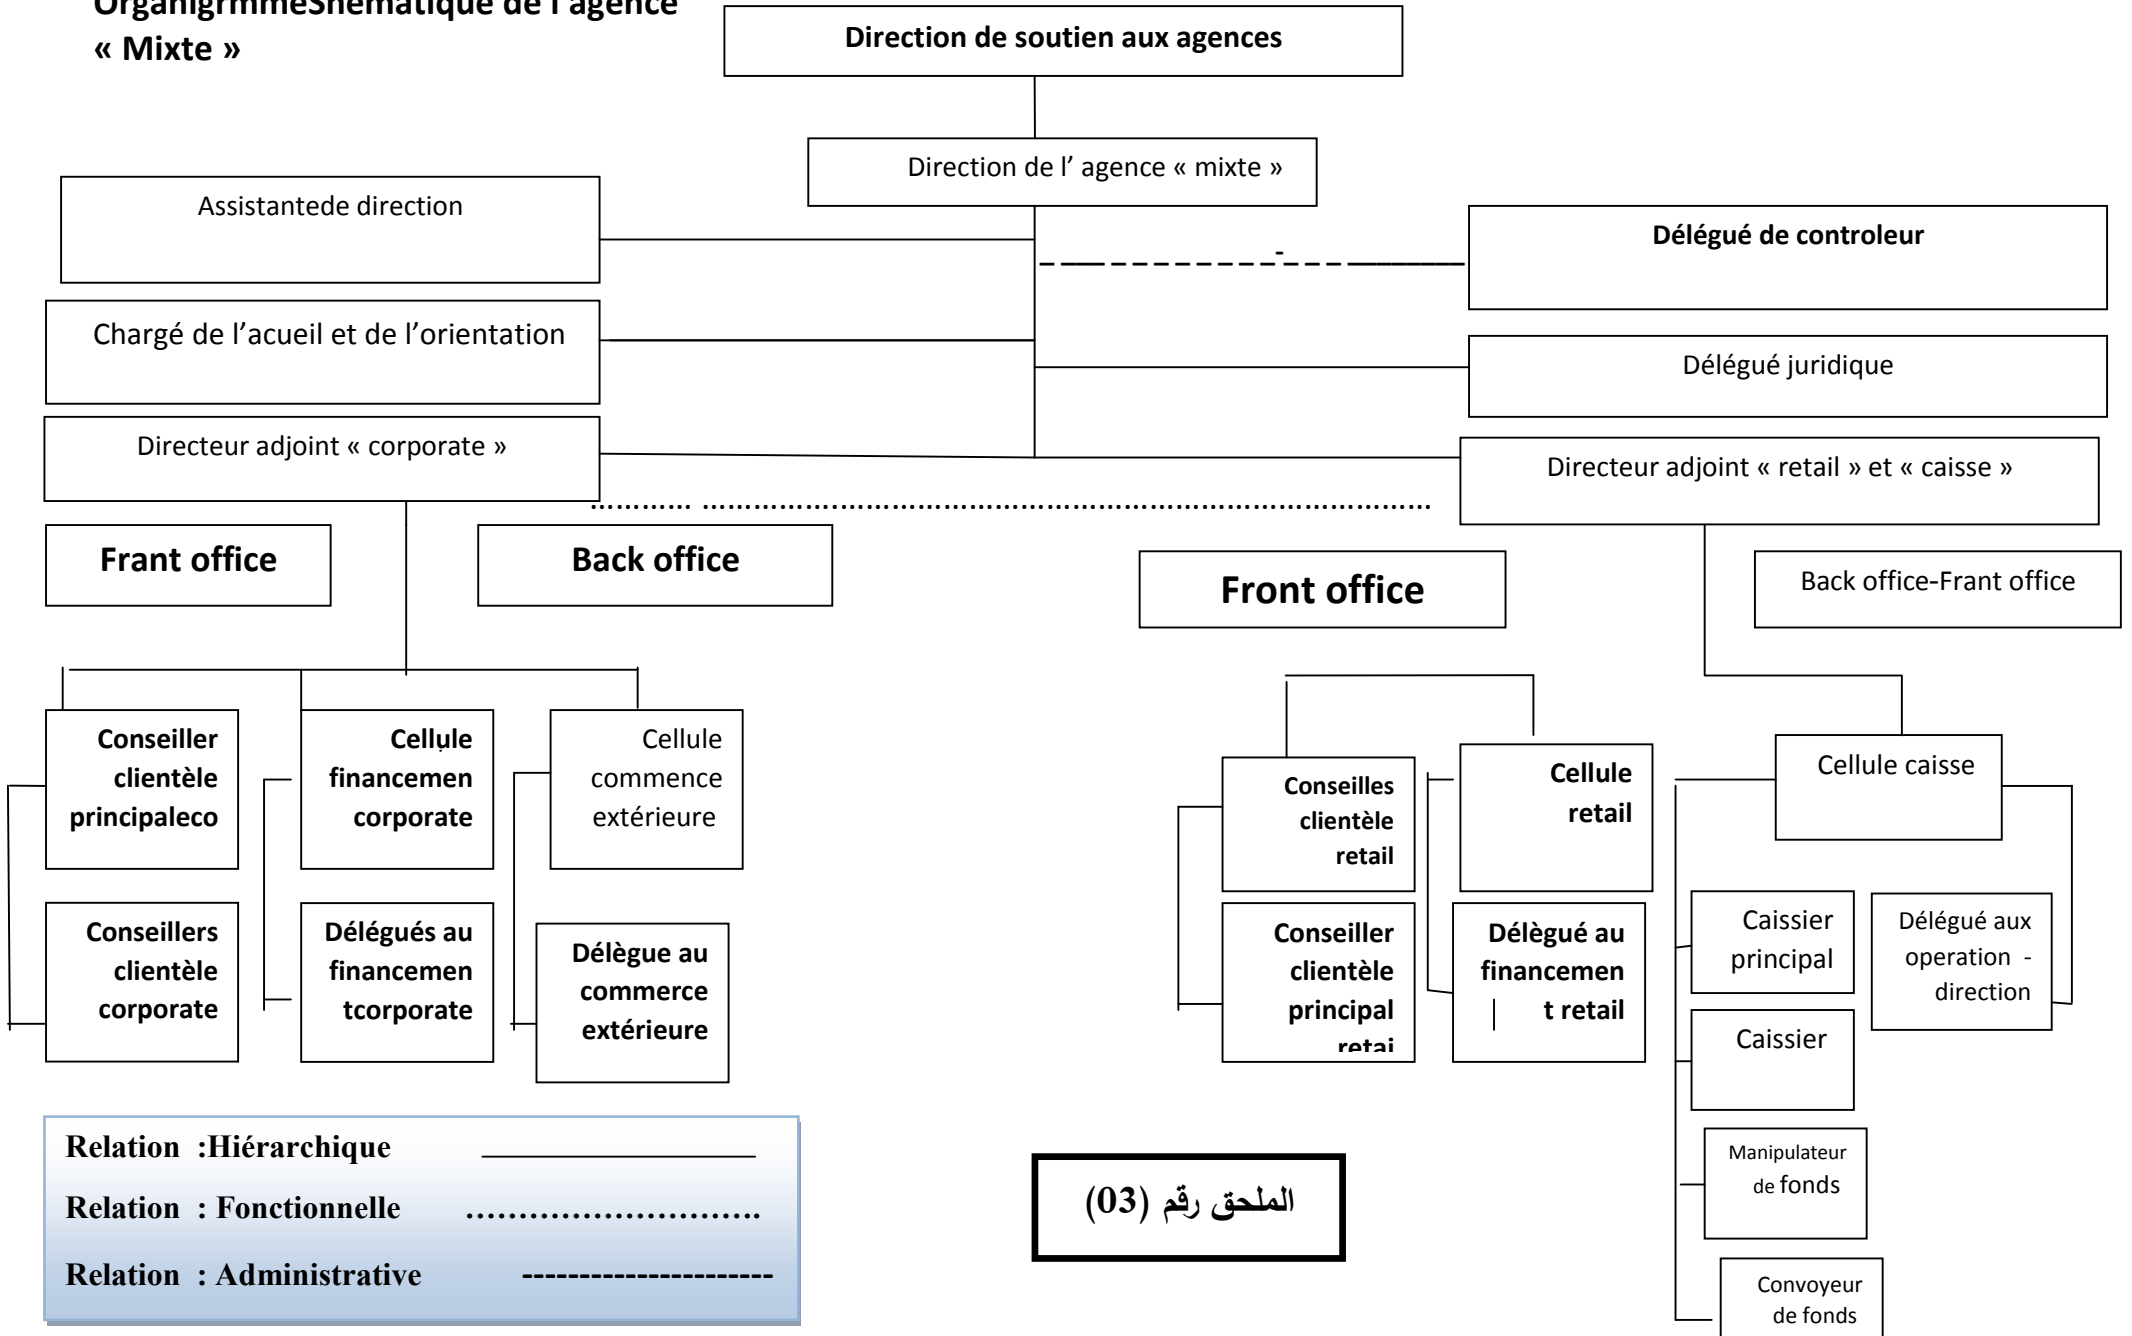 OrganigrmmeShématique de l'agence
« Mixte »
Direction de soutien aux agences
Direction de l' agence « mixte »
Assistantede direction
Délégué de controleur
Chargé de l'acueil et de l'orientation
Délégué juridique
Directeur adjoint « corporate »
Directeur adjoint « retail » et « caisse »
Frant office
Back office
Front office
Back office-Frant office
Conseiller
clientèle
principaleco
Cellule
financemen
corporate
Cellule
commence
extérieure
Conseilles
clientèle
retail
Cellule
retail
Cellule caisse
Conseillers
clientèle
corporate
Délégués au
financemen
tcorporate
Délègue au
commerce
extérieure
Conseiller
clientèle
principal
retai
Délègué au
financemen
t retail
Caissier
principal
Délégué aux
operation -
direction
Caissier
Manipulateur
de fonds
Convoyeur
de fonds
Relation :Hiérarchique
Relation : Fonctionnelle ………………………….
Relation : Administrative ----------------------
الملحق رقم (03)